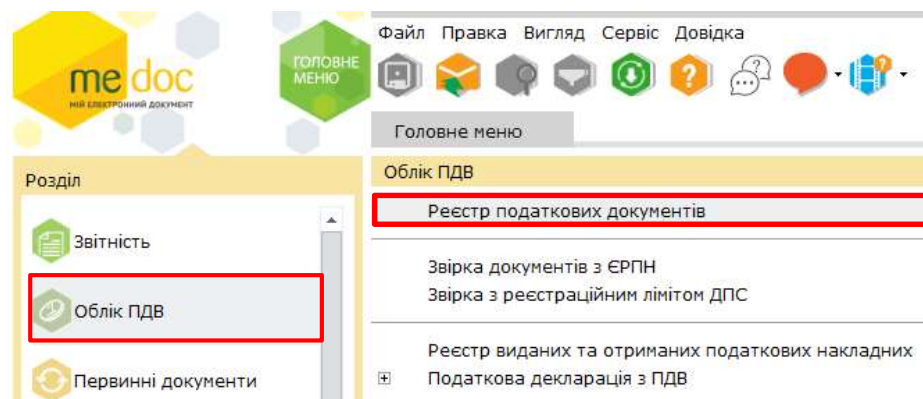 Файл Правка Вигляд Сервіс Довідка
me doc
МІЙ ЕЛЕКТРОННИЙ ДОКУМЕНТ
ГОЛОВНЕ
МЕНЮ
Головне меню
Розділ
Звітність
Облік ПДВ
Первинні документи
Облік ПДВ
Реєстр податкових документів
Звірка документів з ЄРПН
Звірка з реєстраційним лімітом ДПС
Реєстр виданих та отриманих податкових накладних
Податкова декларація з ПДВ